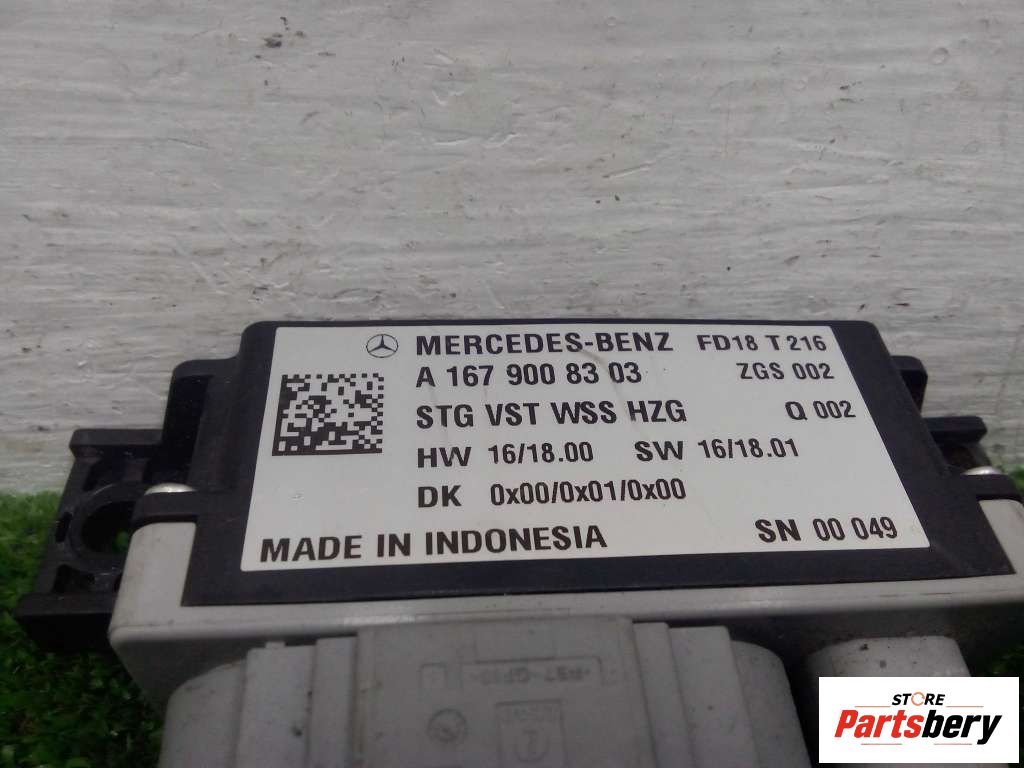 MERCEDES-BENZ FD18 T 216
A 167 900 83 03 ZGS 002
STG VST WSS HZG Q 002
HW 16/18.00 SW 16/18.01
DK 0x00/0x01/0x00
MADE IN INDONESIA SN 00 049
STORE
Partsbery